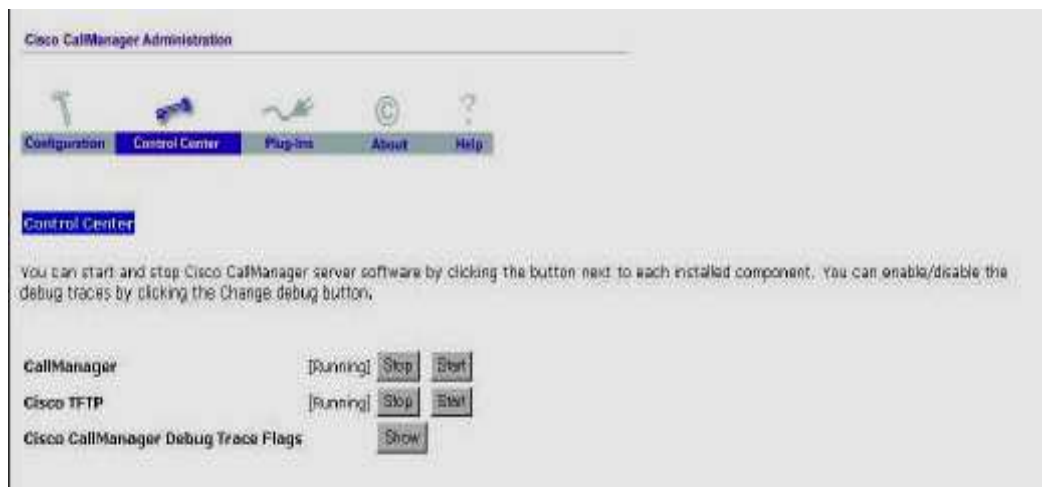 Cisco CallManager Administration
Configuration Control Center Plug-Ins About Help
Control Center
You can start and stop Cisco CallManager server software by clicking the button next to each installed component. You can enable/disable the
debug traces by clicking the Change debug button.
CallManager [Running] Stop Start
Cisco TFTP [Running] Stop Start
Cisco CallManager Debug Trace Flags Show